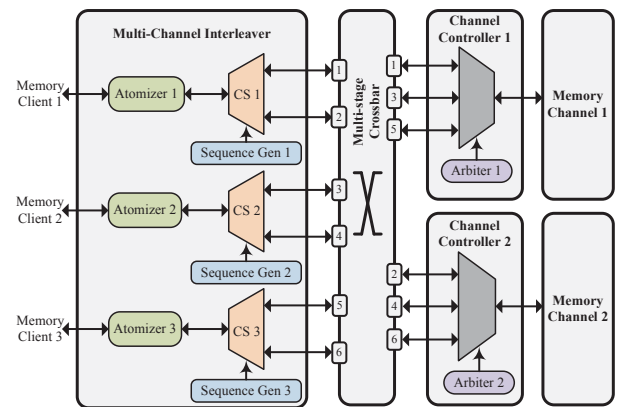 Multi-Channel Interleaver
Memory
Client 1
Atomizer 1
CS 1
Sequence Gen 1
Memory
Client 2
Atomizer 2
CS 2
Sequence Gen 2
Memory
Client 3
Atomizer 3
CS 3
Sequence Gen 3
1
2
3
4
5
6
Multi-stage
Crossbar
1
3
5
2
4
6
Channel
Controller 1
Arbiter 1
Memory
Channel 1
Channel
Controller 2
Arbiter 2
Memory
Channel 2